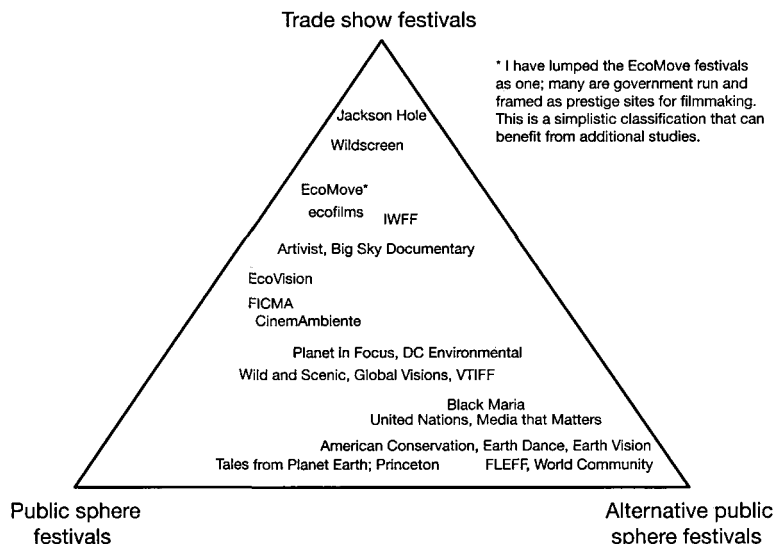 Trade show festivals
* I have lumped the EcoMove festivals
as one; many are government run and
framed as prestige sites for filmmaking.
This is a simplistic classification that can
benefit from additional studies.
Jackson Hole
Wildscreen
EcoMove*
ecofilms
IWFF
Artivist, Big Sky Documentary
EcoVision
FICMA
CinemAmbiente
Planet in Focus, DC Environmental
Wild and Scenic, Global Visions, VTIFF
Black Maria
United Nations, Media that Matters
American Conservation, Earth Dance, Earth Vision
Tales from Planet Earth; Princeton
FLEFF, World Community
Public sphere
festivals
Alternative public
sphere festivals